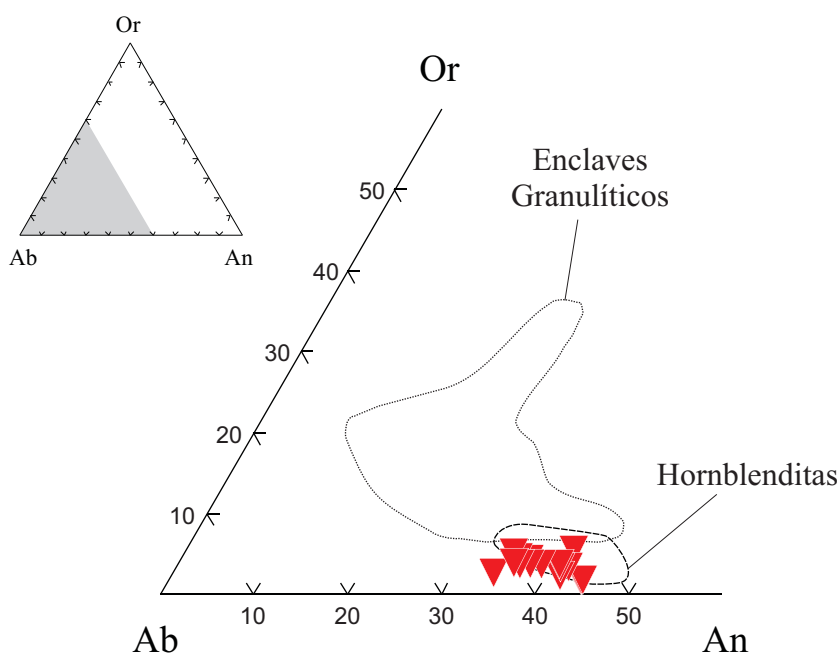 Or
Ab
An
Or
Enclaves
Granulíticos
50
40
30
20
10
Hornblenditas
10
20
30
40
50
Ab
An